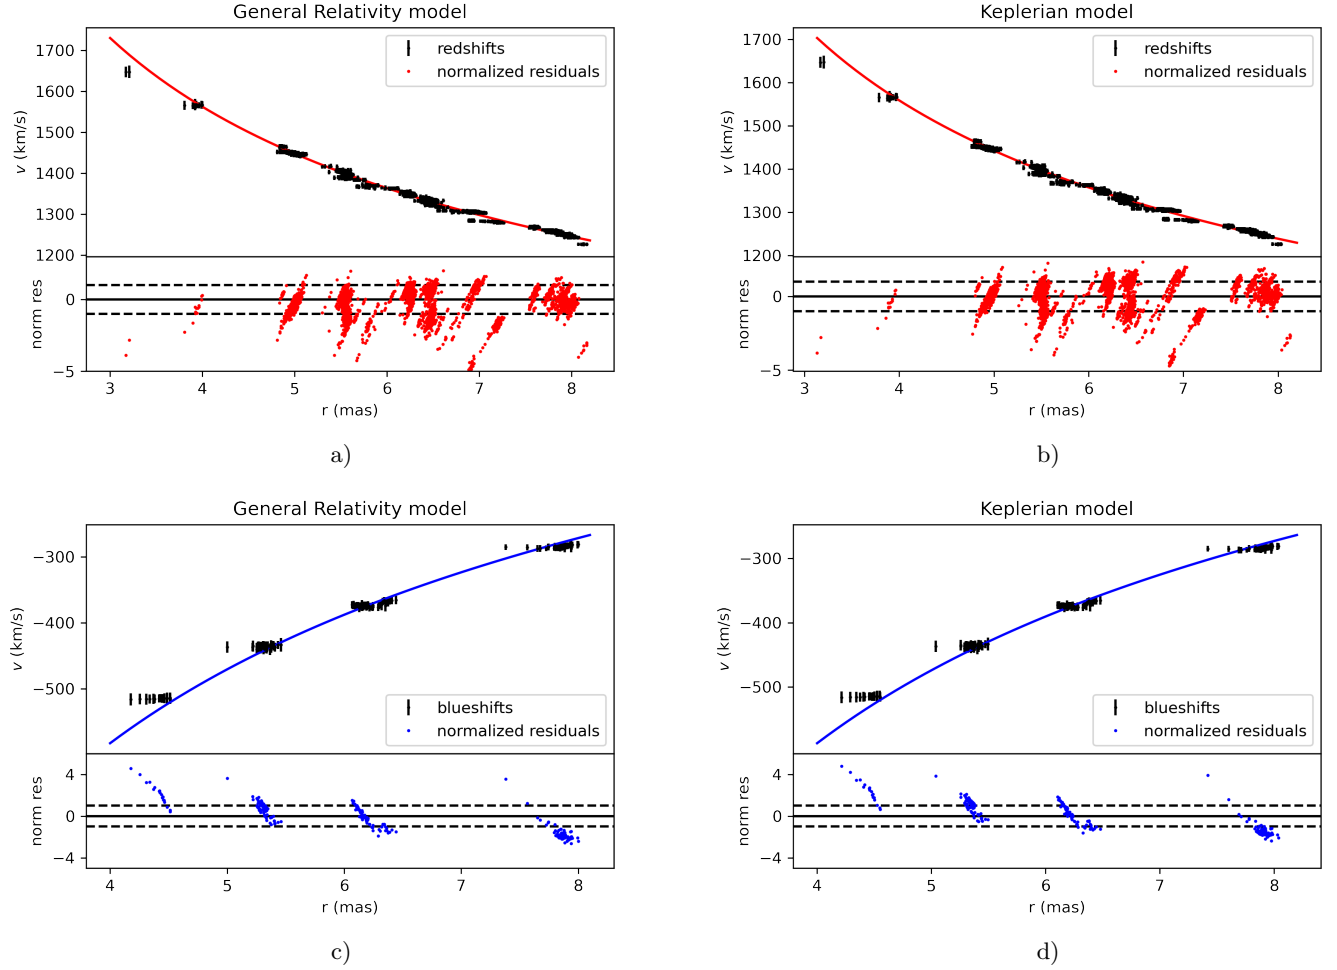 General Relativity model
1700
1600
1500
1400
1300
1200
v (km/s)
redshifts
normalized residuals
0
−5
norm res
3 4 5 6 7 8
r (mas)
a)
Keplerian model
1700
1600
1500
1400
1300
1200
v (km/s)
redshifts
normalized residuals
0
−5
norm res
3 4 5 6 7 8
r (mas)
b)
General Relativity model
−300
−400
−500
v (km/s)
blueshifts
normalized residuals
4
0
−4
norm res
4 5 6 7 8
r (mas)
c)
Keplerian model
−300
−400
−500
v (km/s)
blueshifts
normalized residuals
4
0
−4
norm res
4 5 6 7 8
r (mas)
d)